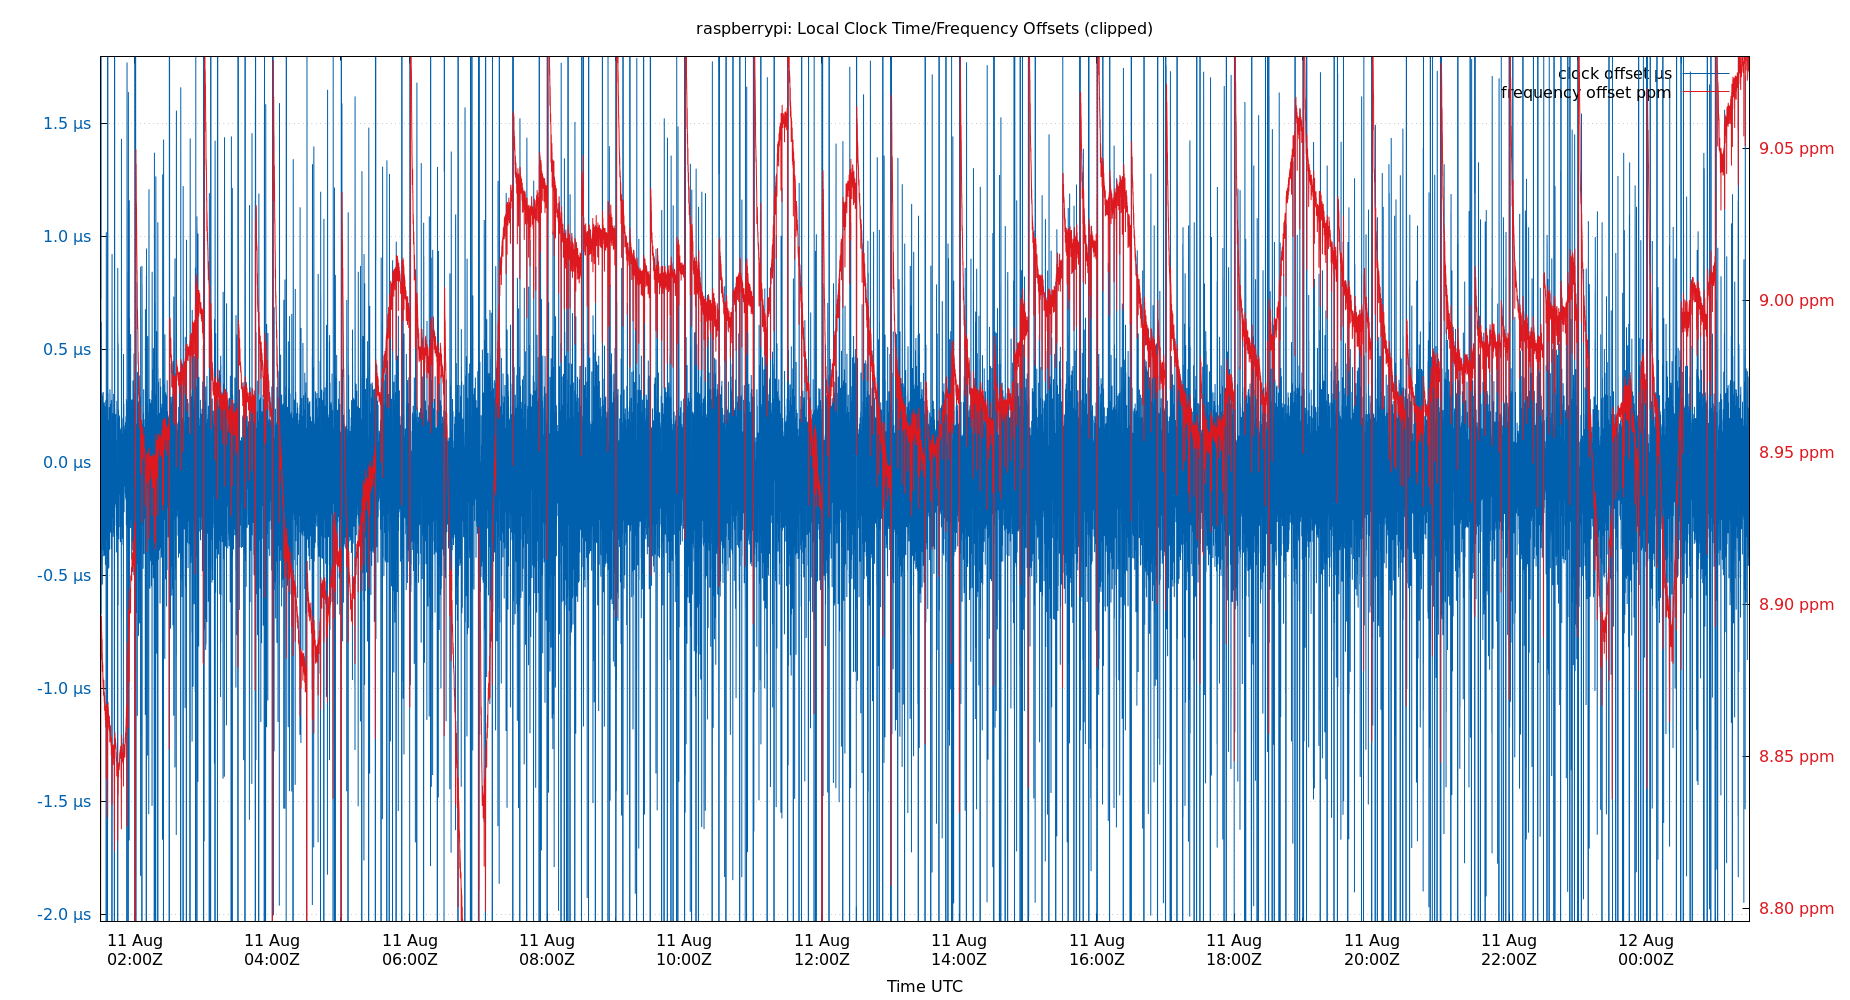 raspberrypi: Local Clock Time/Frequency Offsets (clipped)
clock offset µs
frequency offset ppm
1.5 µs
1.0 µs
0.5 µs
0.0 µs
-0.5 µs
-1.0 µs
-1.5 µs
-2.0 µs
9.05 ppm
9.00 ppm
8.95 ppm
8.90 ppm
8.85 ppm
8.80 ppm
11 Aug 11 Aug 11 Aug 11 Aug 11 Aug 11 Aug 11 Aug 11 Aug 11 Aug 11 Aug 11 Aug 12 Aug
02:00Z 04:00Z 06:00Z 08:00Z 10:00Z 12:00Z 14:00Z 16:00Z 18:00Z 20:00Z 22:00Z 00:00Z
Time UTC